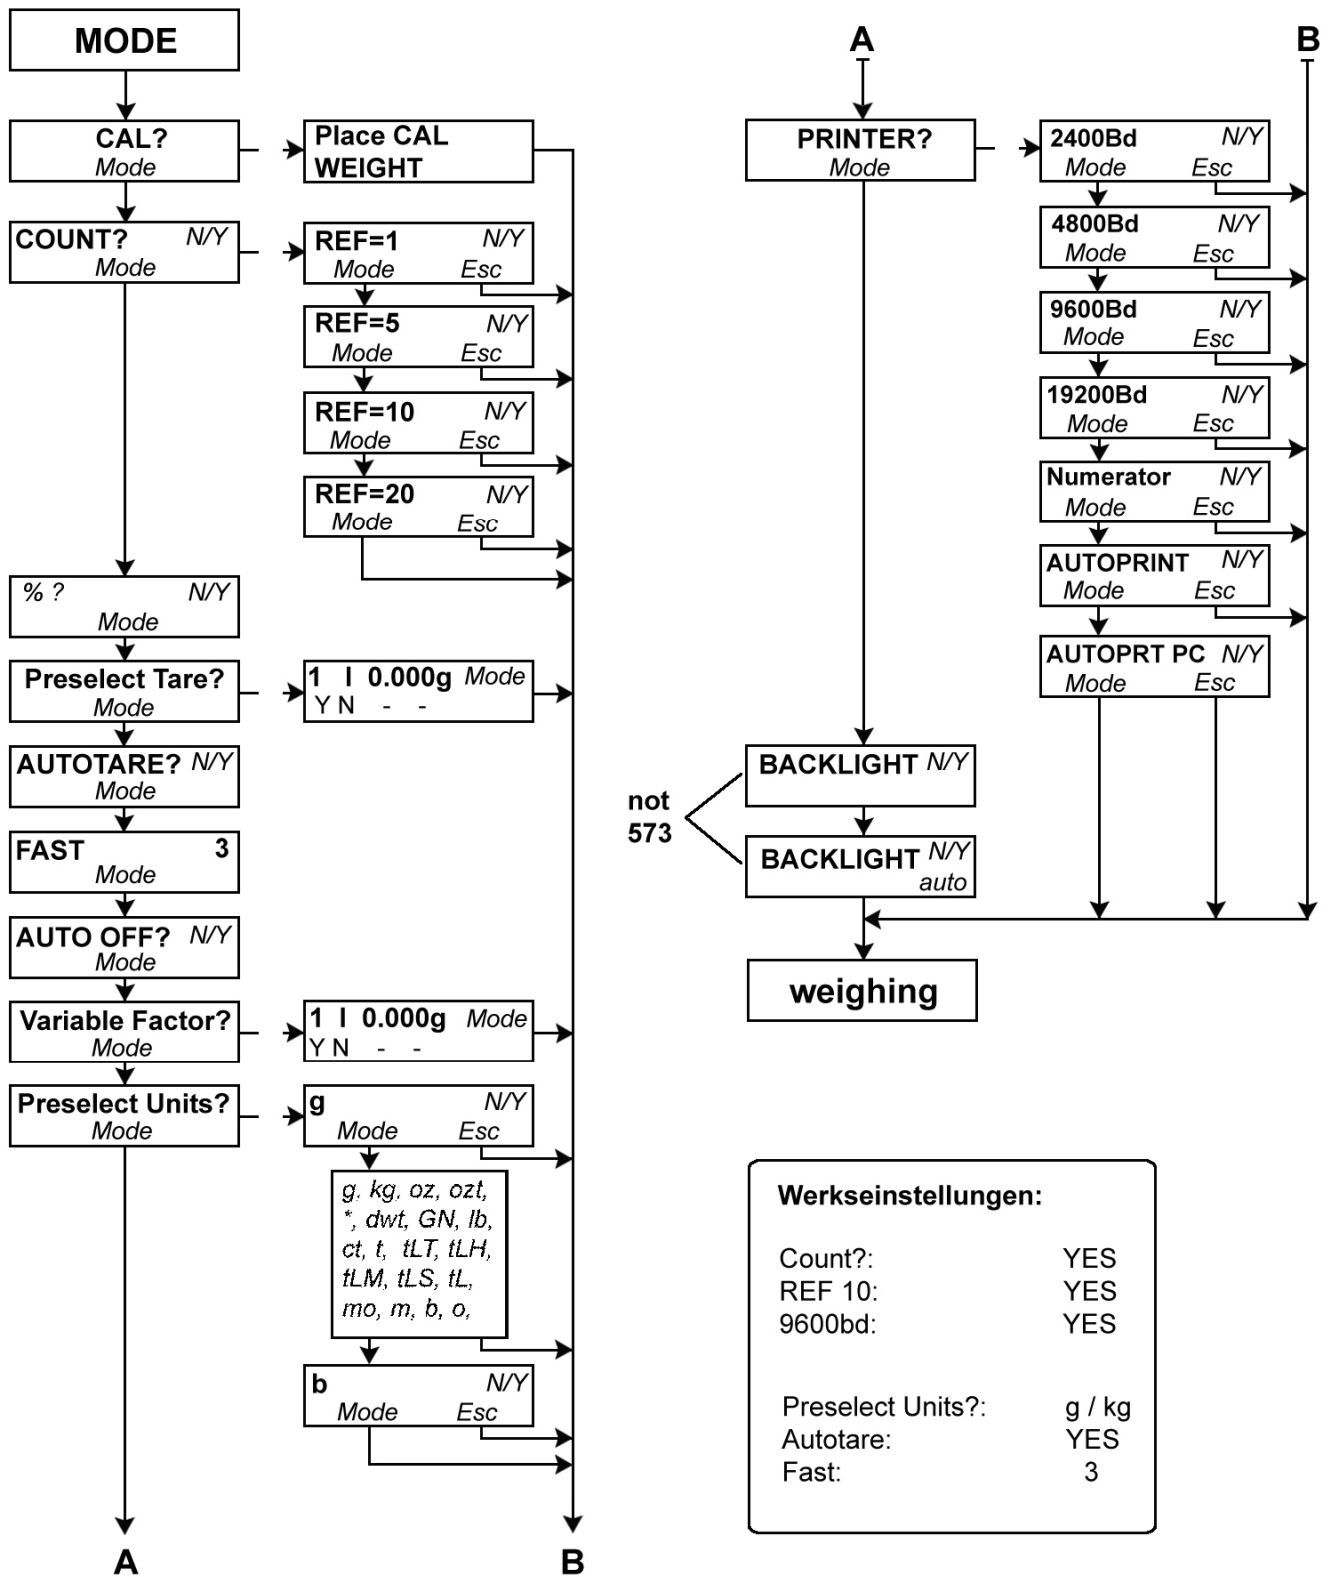 MODE
CAL?
Mode
Place CAL
WEIGHT
COUNT? N/Y
Mode
REF=1 N/Y
Mode Esc
REF=5 N/Y
Mode Esc
REF=10 N/Y
Mode Esc
REF=20 N/Y
Mode Esc
% ? N/Y
Mode
Preselect Tare?
Mode
1 I 0.000g Mode
Y N - -
AUTOTARE? N/Y
Mode
FAST 3
Mode
AUTO OFF? N/Y
Mode
Variable Factor?
Mode
1 I 0.000g Mode
Y N - -
Preselect Units?
Mode
g N/Y
Mode Esc
g, kg, oz, ozt,
*, dwt, GN, lb,
ct, t, tLT, tLH,
tLM, tLS, tL,
mo, m, b, o,
b N/Y
Mode Esc
A
B
A
B
PRINTER?
Mode
2400Bd N/Y
Mode Esc
4800Bd N/Y
Mode Esc
9600Bd N/Y
Mode Esc
19200Bd N/Y
Mode Esc
Numerator N/Y
Mode Esc
AUTOPRINT N/Y
Mode Esc
AUTOPRT PC N/Y
Mode Esc
not
573
BACKLIGHT N/Y
BACKLIGHT N/Y
auto
weighing
Werkseinstellungen:
Count?: YES
REF 10: YES
9600bd: YES
Preselect Units?: g / kg
Autotare: YES
Fast: 3